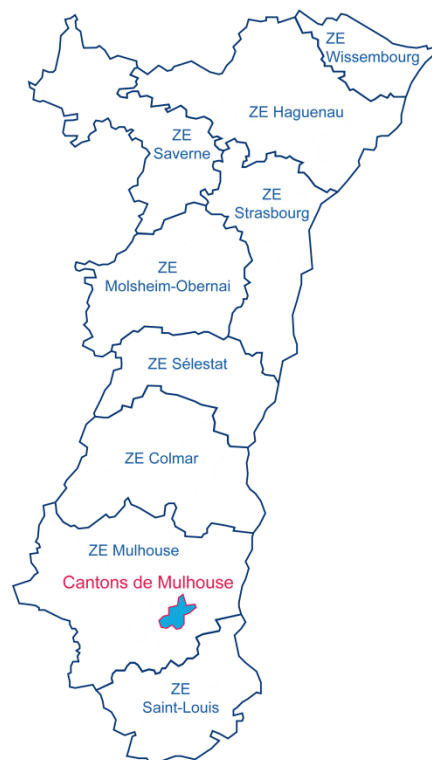 ZE
Wissembourg
ZE Haguenau
ZE
Saverne
ZE
Strasbourg
ZE
Molsheim-Obernai
ZE Sélestat
ZE Colmar
ZE Mulhouse
Cantons de Mulhouse
ZE
Saint-Louis